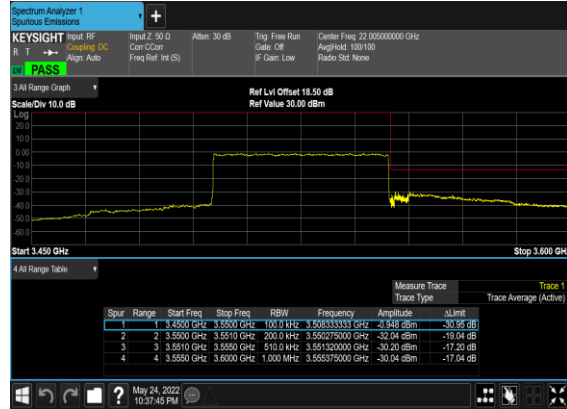 Spectrum Analyzer 1
Spurious Emissions
+
KEYSIGHT Input: RF Input Z: 50 Ω Atten: 30 dB Trig: Free Run Center Freq: 22.005000000 GHz
R T Coupling: DC Corr CCorr Gate: Off Avg|Hold: 100/100
Align: Auto Freq Ref: Int (S) IF Gain: Low Radio Std: None
PASS
3 All Range Graph Ref Lvl Offset 18.50 dB
Scale/Div 10.0 dB Ref Value 30.00 dBm
Log
20.0
10.0
0.00
-10.0
-20.0
-30.0
-40.0
-50.0
-60.0
Start 3.450 GHz Stop 3.600 GH
4 All Range Table
Measure Trace Trace 1
Trace Type Trace Average (Active)
Spur Range Start Freq Stop Freq RBW Frequency Amplitude ΔLimit
1 1 3.4500 GHz 3.5500 GHz 100.0 kHz 3.508333333 GHz -0.948 dBm -30.95 dB
2 2 3.5500 GHz 3.5510 GHz 200.0 kHz 3.550275000 GHz -32.04 dBm -19.04 dB
3 3 3.5510 GHz 3.5550 GHz 510.0 kHz 3.551320000 GHz -30.20 dBm -17.20 dB
4 4 3.5550 GHz 3.6000 GHz 1.000 MHz 3.555375000 GHz -30.04 dBm -17.04 dB
? May 24, 2022
10:37:45 PM